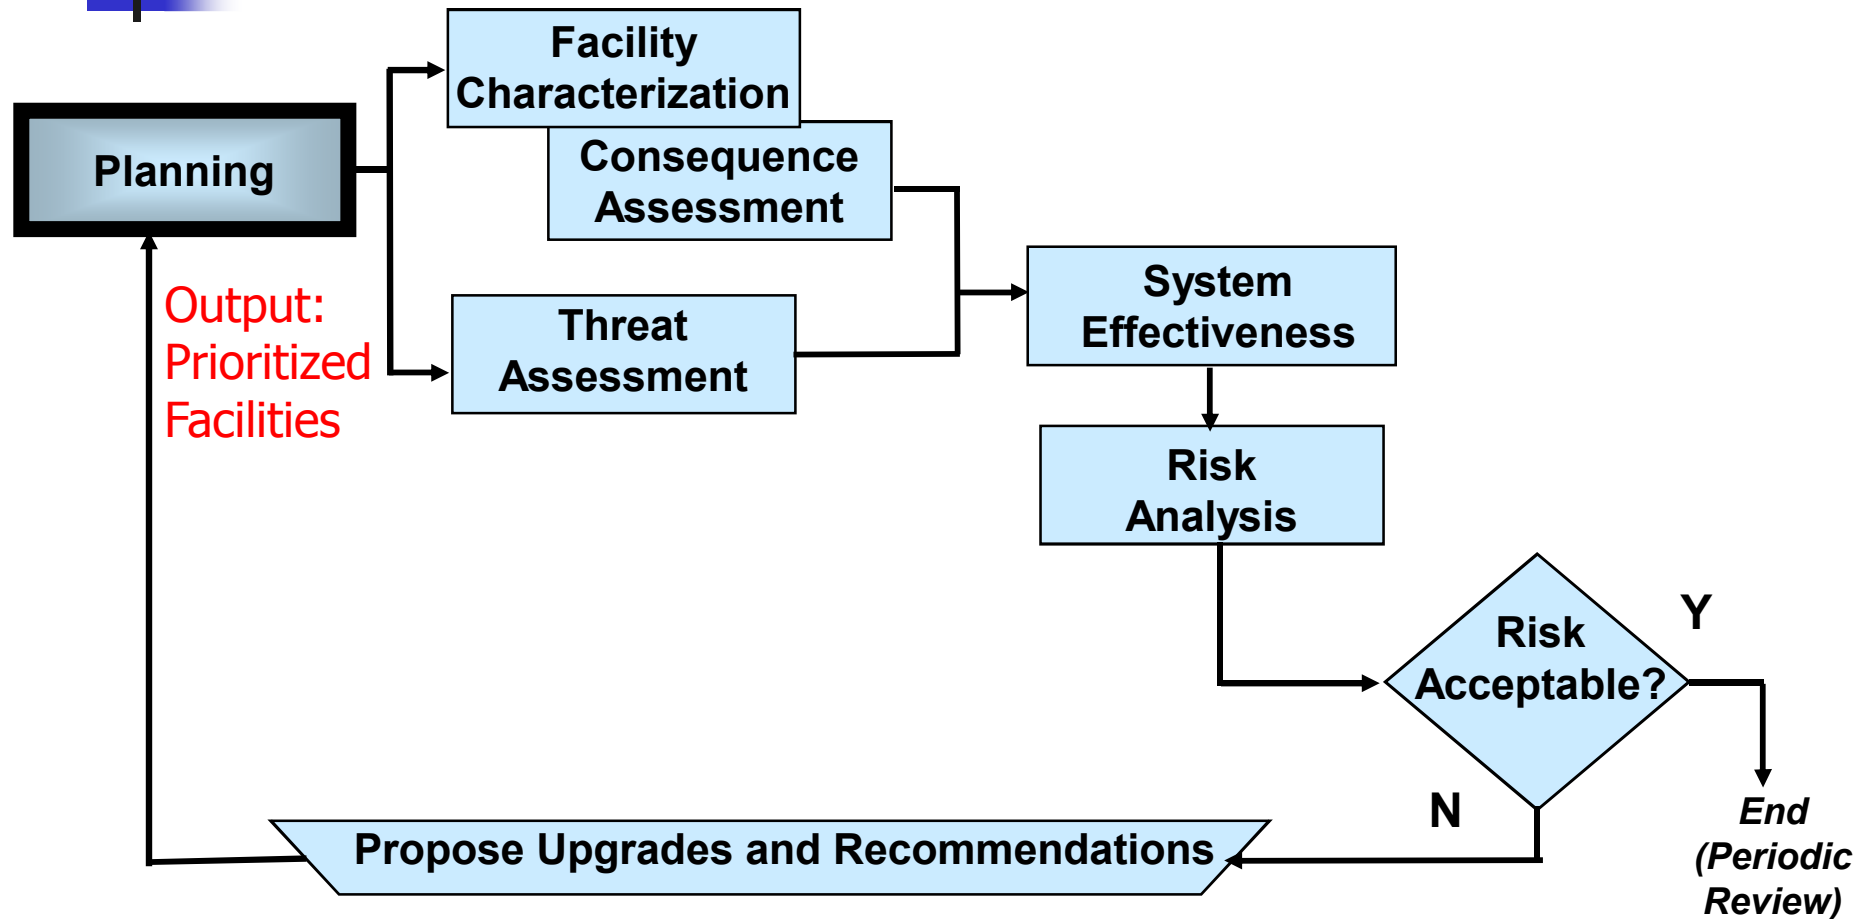 Planning
Output:
Prioritized
Facilities
Facility
Characterization
Consequence
Assessment
Threat
Assessment
System
Effectiveness
Risk
Analysis
Risk
Acceptable?
Y
N
End
(Periodic
Review)
Propose Upgrades and Recommendations